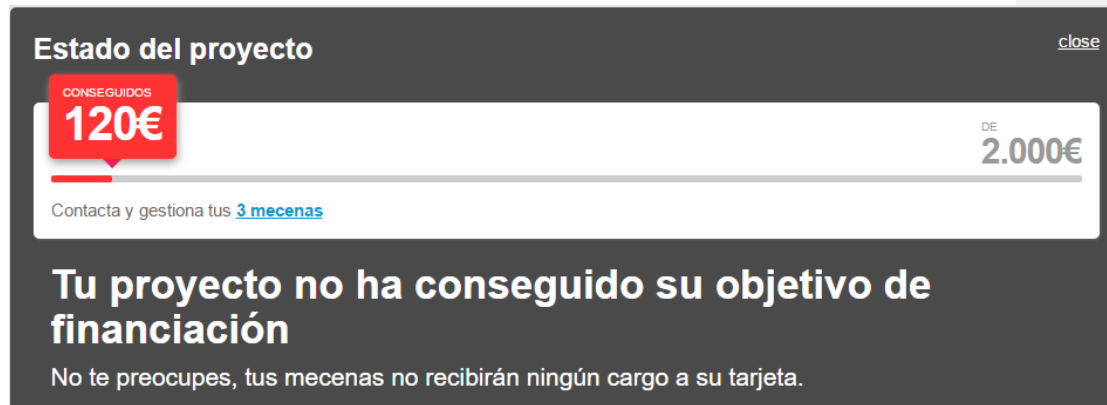 Estado del proyecto
close
CONSEGUIDOS
120€
DE
2.000€
Contacta y gestiona tus 3 mecenas
Tu proyecto no ha conseguido su objetivo de
financiación
No te preocupes, tus mecenas no recibirán ningún cargo a su tarjeta.